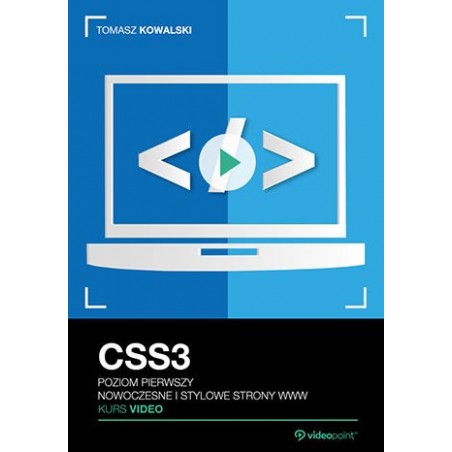 TOMASZ KOWALSKI
</>
CSS3
POZIOM PIERWSZY
NOWOCZESNE I STYLOWE STRONY WWW
KURS VIDEO
videopoint